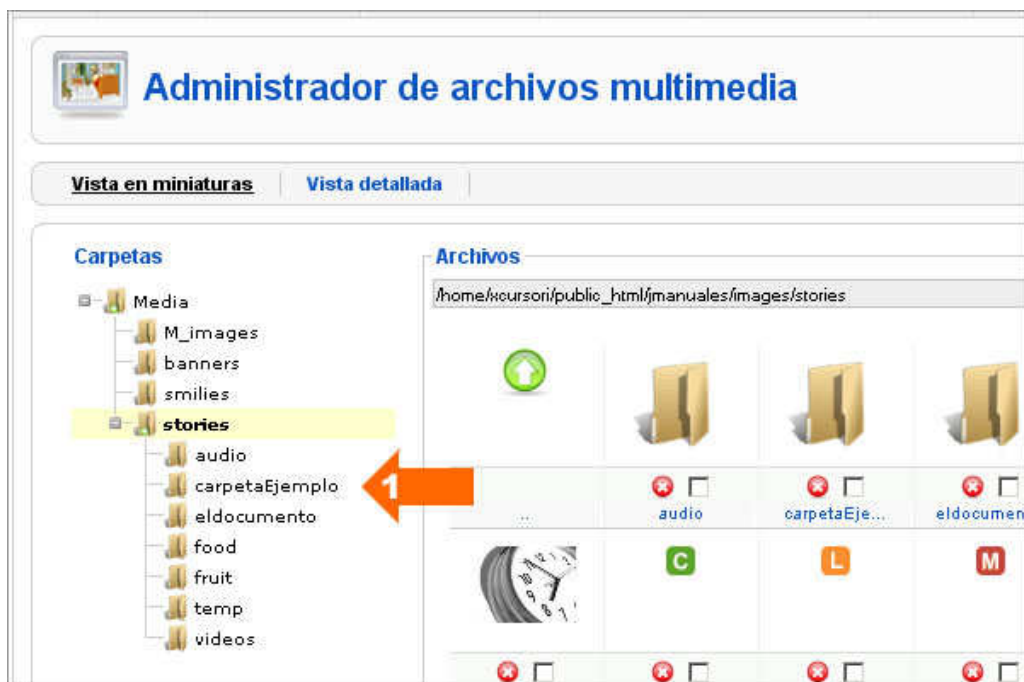 Administrador de archivos multimedia
Vista en miniaturas Vista detallada
Carpetas
Media
M_images
banners
smilies
stories
audio
carpetaEjemplo
eldocumento
food
fruit
temp
videos
1
Archivos
/home/xcursori/public_html/jmanuales/images/stories
... audio carpetaEje... eldocumen
C L M